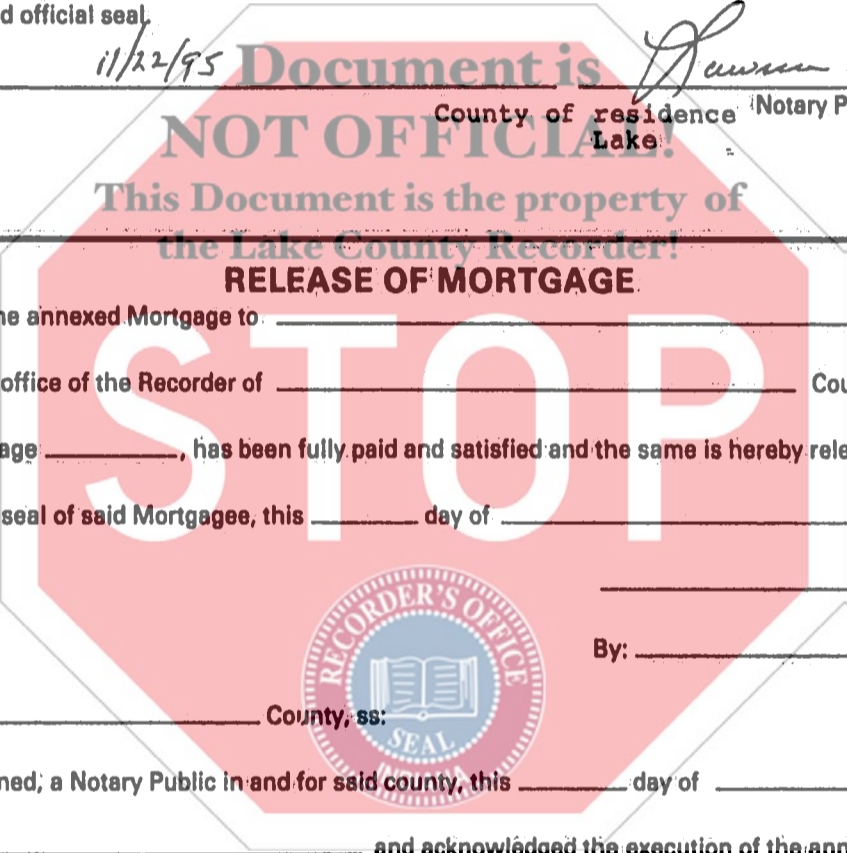 d official seal.
11/22/95
Document is
County of residence Notary P
NOT OFFICIAL!
Lake
This Document is the property of
the Lake County Recorder!
RELEASE OF MORTGAGE
he annexed Mortgage to
office of the Recorder of Cou
age , has been fully paid and satisfied and the same is hereby rele
seal of said Mortgagee, this day of
STOP
By:
RECORDER'S OFFICE
SEAL
INDIANA
County, ss:
ned, a Notary Public in and for said county, this day of
and acknowledged the execution of the ann